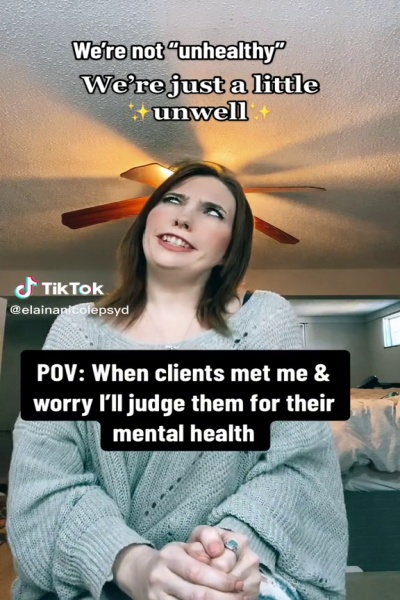 We're not "unhealthy"
We're just a little
✨unwell✨
TikTok
@elainanicolepsyd
POV: When clients met me &
worry I'll judge them for their
mental health